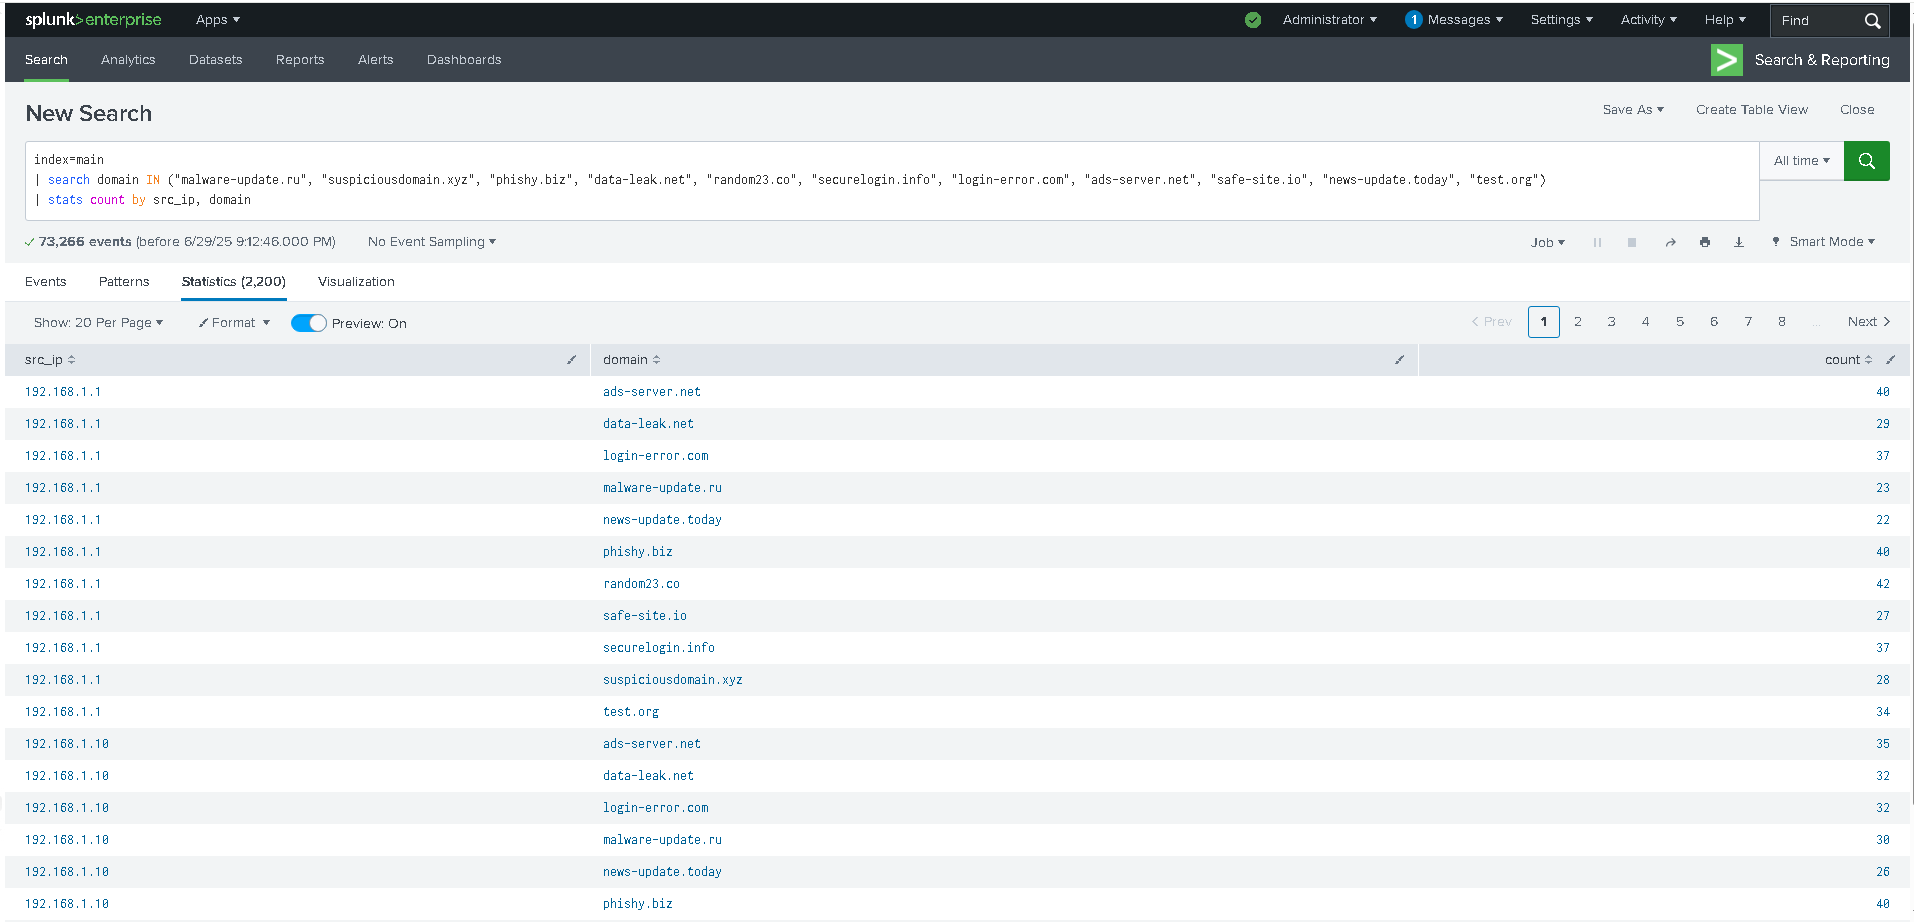 splunk>enterprise Apps Administrator 1 Messages Settings Activity Help Find
Search Analytics Datasets Reports Alerts Dashboards Search & Reporting
New Search Save As Create Table View Close
index=main
| search domain IN ("malware-update.ru", "suspiciousdomain.xyz", "phishy.biz", "data-leak.net", "random23.co", "securelogin.info", "login-error.com", "ads-server.net", "safe-site.io", "news-update.today", "test.org")
| stats count by src_ip, domain
All time
73,266 events (before 6/29/25 9:12:46.000 PM) No Event Sampling Job Smart Mode
Events Patterns Statistics (2,200) Visualization
Show: 20 Per Page Format Preview: On < Prev 1 2 3 4 5 6 7 8 ... Next >
src_ip domain count
192.168.1.1 ads-server.net 40
192.168.1.1 data-leak.net 29
192.168.1.1 login-error.com 37
192.168.1.1 malware-update.ru 23
192.168.1.1 news-update.today 22
192.168.1.1 phishy.biz 40
192.168.1.1 random23.co 42
192.168.1.1 safe-site.io 27
192.168.1.1 securelogin.info 37
192.168.1.1 suspiciousdomain.xyz 28
192.168.1.1 test.org 34
192.168.1.10 ads-server.net 35
192.168.1.10 data-leak.net 32
192.168.1.10 login-error.com 32
192.168.1.10 malware-update.ru 30
192.168.1.10 news-update.today 26
192.168.1.10 phishy.biz 40